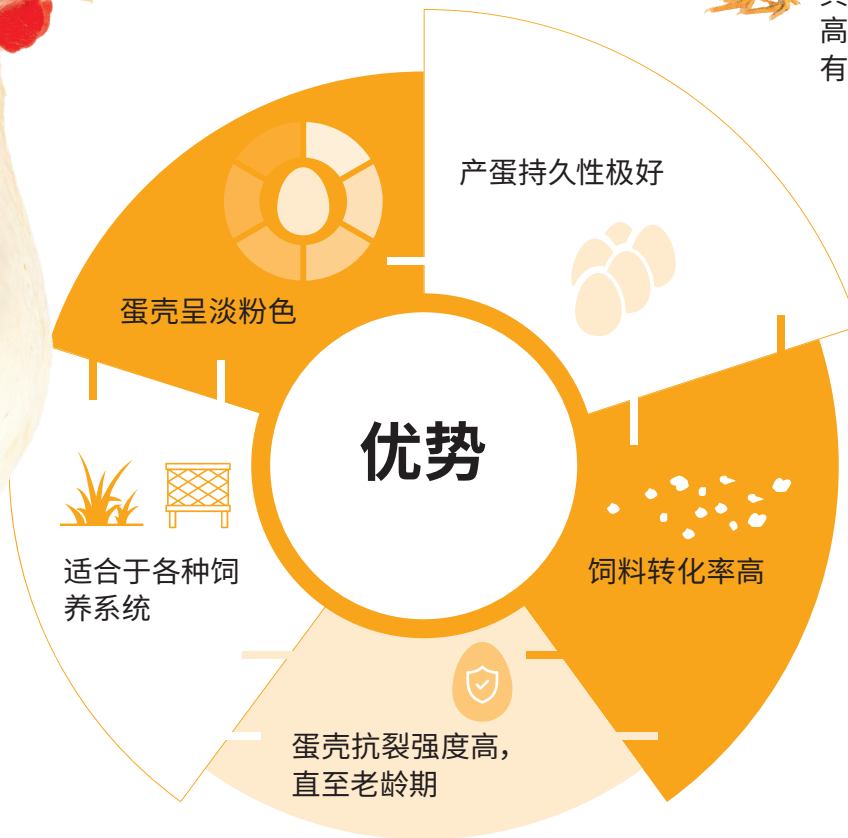 高
有
产蛋持久性极好
蛋壳呈淡粉色
优势
适合于各种饲
养系统
饲料转化率高
蛋壳抗裂强度高，
直至老龄期